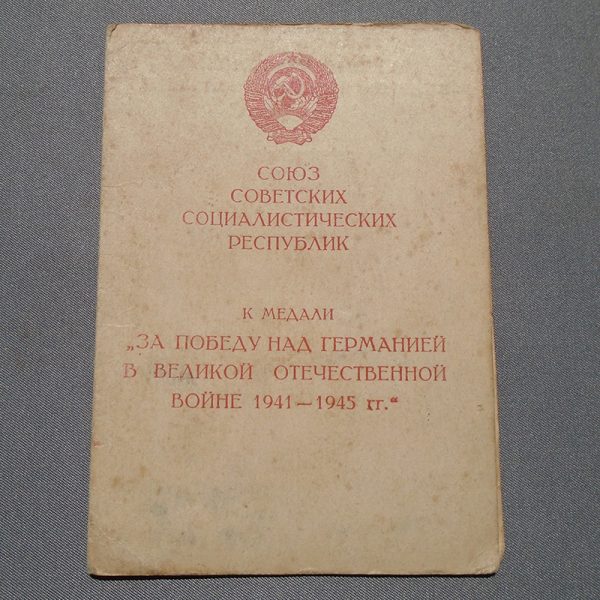 СОЮЗ
СОВЕТСКИХ
СОЦИАЛИСТИЧЕСКИХ
РЕСПУБЛИК
К МЕДАЛИ
„ЗА ПОБЕДУ НАД ГЕРМАНИЕЙ
В ВЕЛИКОЙ ОТЕЧЕСТВЕННОЙ
ВОЙНЕ 1941—1945 гг.“